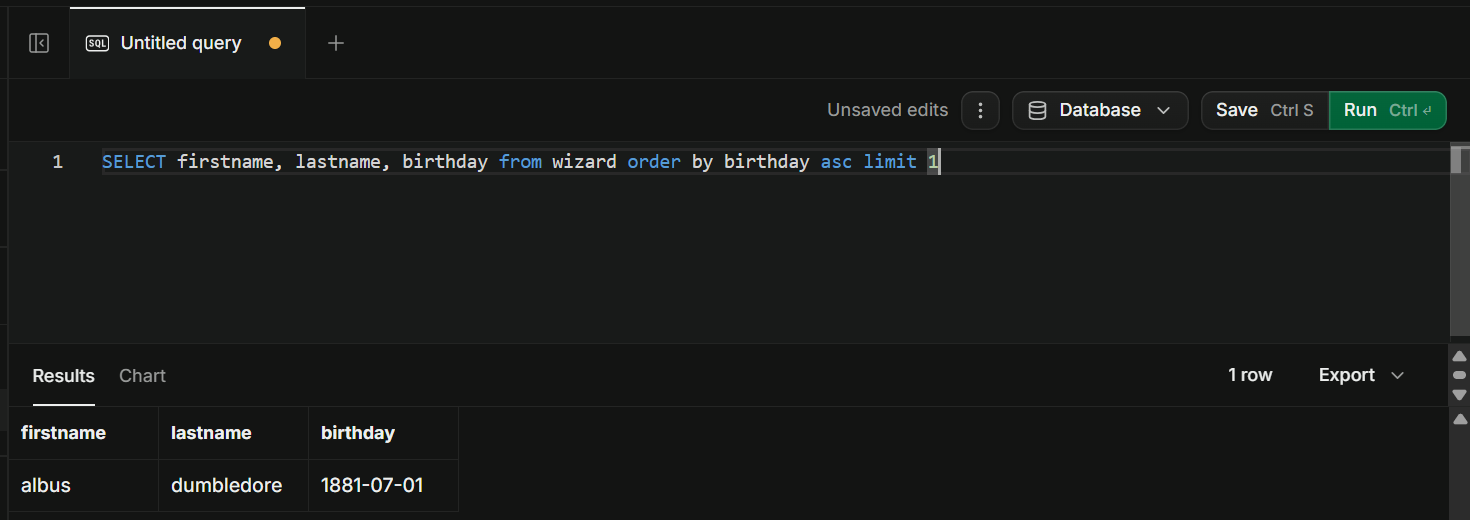 SQL Untitled query
Unsaved edits Database Save Ctrl S Run Ctrl ↵
1 SELECT firstname, lastname, birthday from wizard order by birthday asc limit 1
Results Chart 1 row Export
firstname lastname birthday
albus dumbledore 1881-07-01